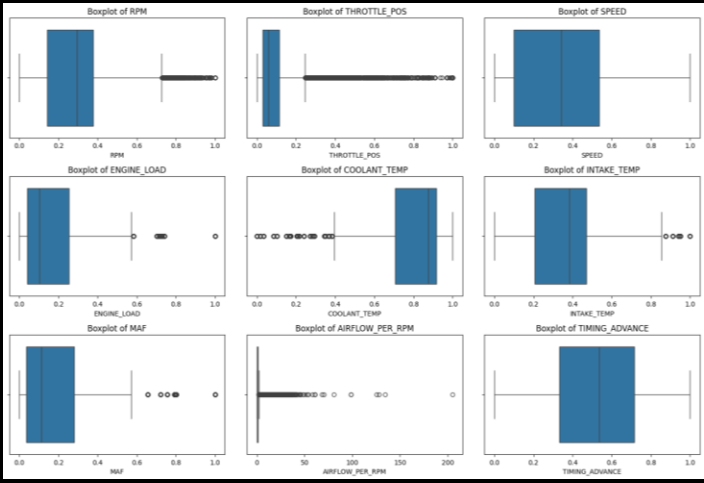 Boxplot of RPM
0.0 0.2 0.4 0.6 0.8 1.0
RPM
Boxplot of THROTTLE_POS
0.0 0.2 0.4 0.6 0.8 1.0
THROTTLE_POS
Boxplot of SPEED
0.0 0.2 0.4 0.6 0.8 1.0
SPEED
Boxplot of ENGINE_LOAD
0.0 0.2 0.4 0.6 0.8 1.0
ENGINE_LOAD
Boxplot of COOLANT_TEMP
0.0 0.2 0.4 0.6 0.8 1.0
COOLANT_TEMP
Boxplot of INTAKE_TEMP
0.0 0.2 0.4 0.6 0.8 1.0
INTAKE_TEMP
Boxplot of MAF
0.0 0.2 0.4 0.6 0.8 1.0
MAF
Boxplot of AIRFLOW_PER_RPM
0 50 100 150 200
AIRFLOW_PER_RPM
Boxplot of TIMING_ADVANCE
0.0 0.2 0.4 0.6 0.8 1.0
TIMING_ADVANCE